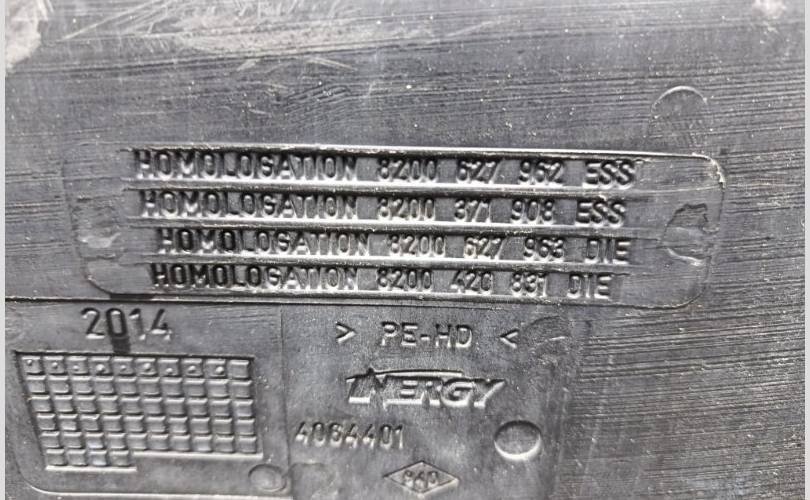 HOMOLOGATION 8200 627 962 ESS
HOMOLOGATION 8200 371 908 ESS
HOMOLOGATION 8200 627 963 DIE
HOMOLOGATION 8200 420 831 DIE
2014
> PE-HD <
INERGY
4064401